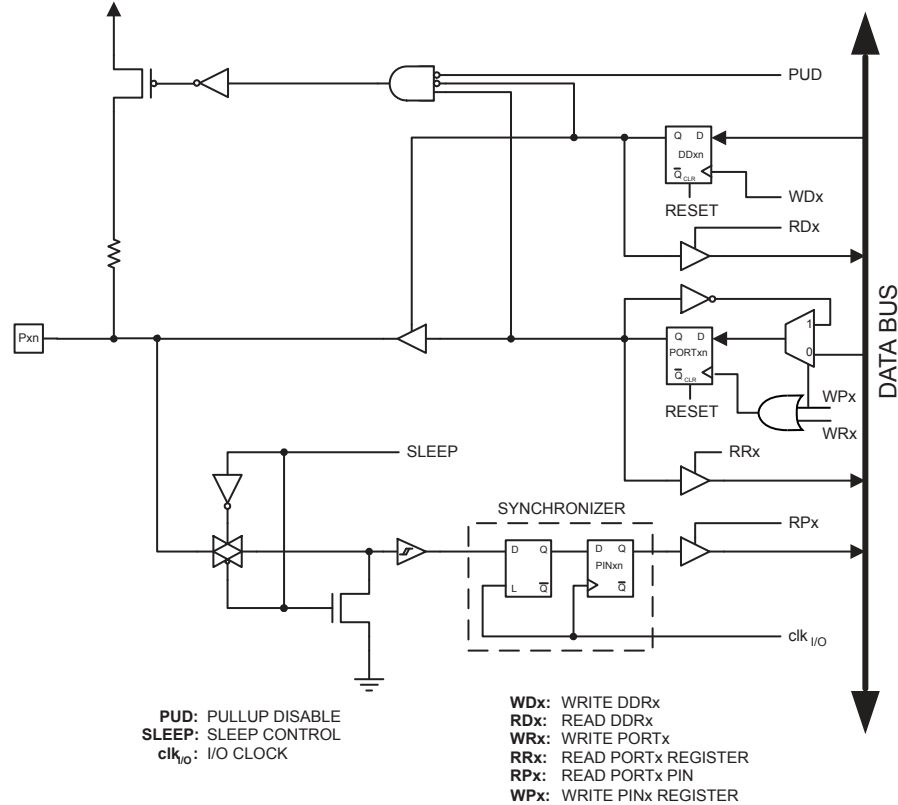 PUD
Q D
DDxn
Q CLR
WDx
RESET
RDx
1
Pxn
Q D
PORTxn
0
Q CLR
WPx
RESET
WRx
RRx
SLEEP
SYNCHRONIZER
RPx
D Q
D Q
PINxn
L Q
Q
clk I/O
DATA BUS
PUD: PULLUP DISABLE
SLEEP: SLEEP CONTROL
clkI/O: I/O CLOCK
WDx: WRITE DDRx
RDx: READ DDRx
WRx: WRITE PORTx
RRx: READ PORTx REGISTER
RPx: READ PORTx PIN
WPx: WRITE PINx REGISTER